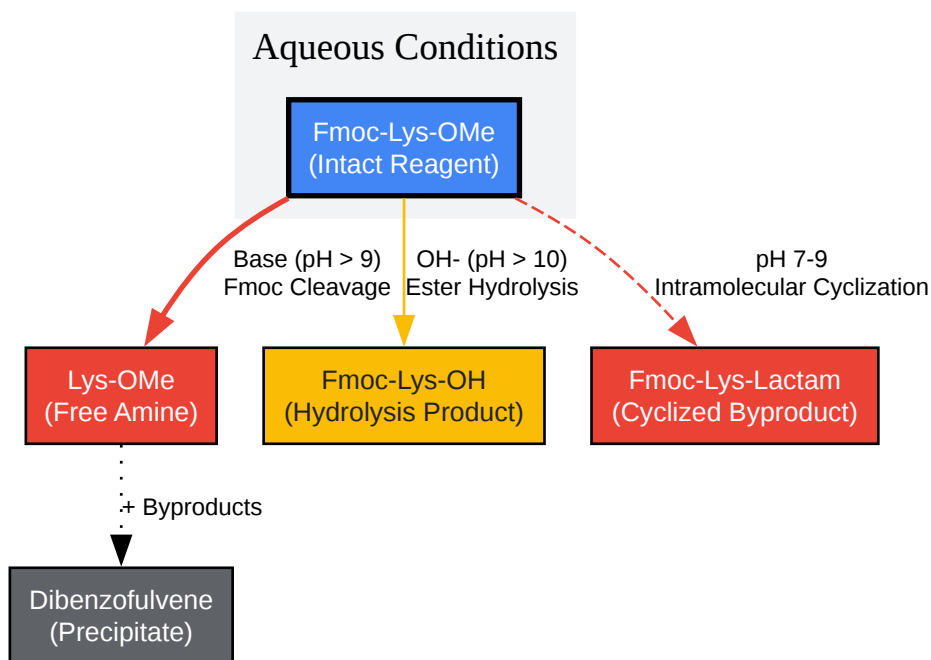 Aqueous Conditions
Fmoc-Lys-OMe
(Intact Reagent)
Base (pH > 9)
Fmoc Cleavage
OH- (pH > 10)
Ester Hydrolysis
pH 7-9
Intramolecular Cyclization
Lys-OMe
(Free Amine)
Fmoc-Lys-OH
(Hydrolysis Product)
Fmoc-Lys-Lactam
(Cyclized Byproduct)
+ Byproducts
Dibenzofulvene
(Precipitate)